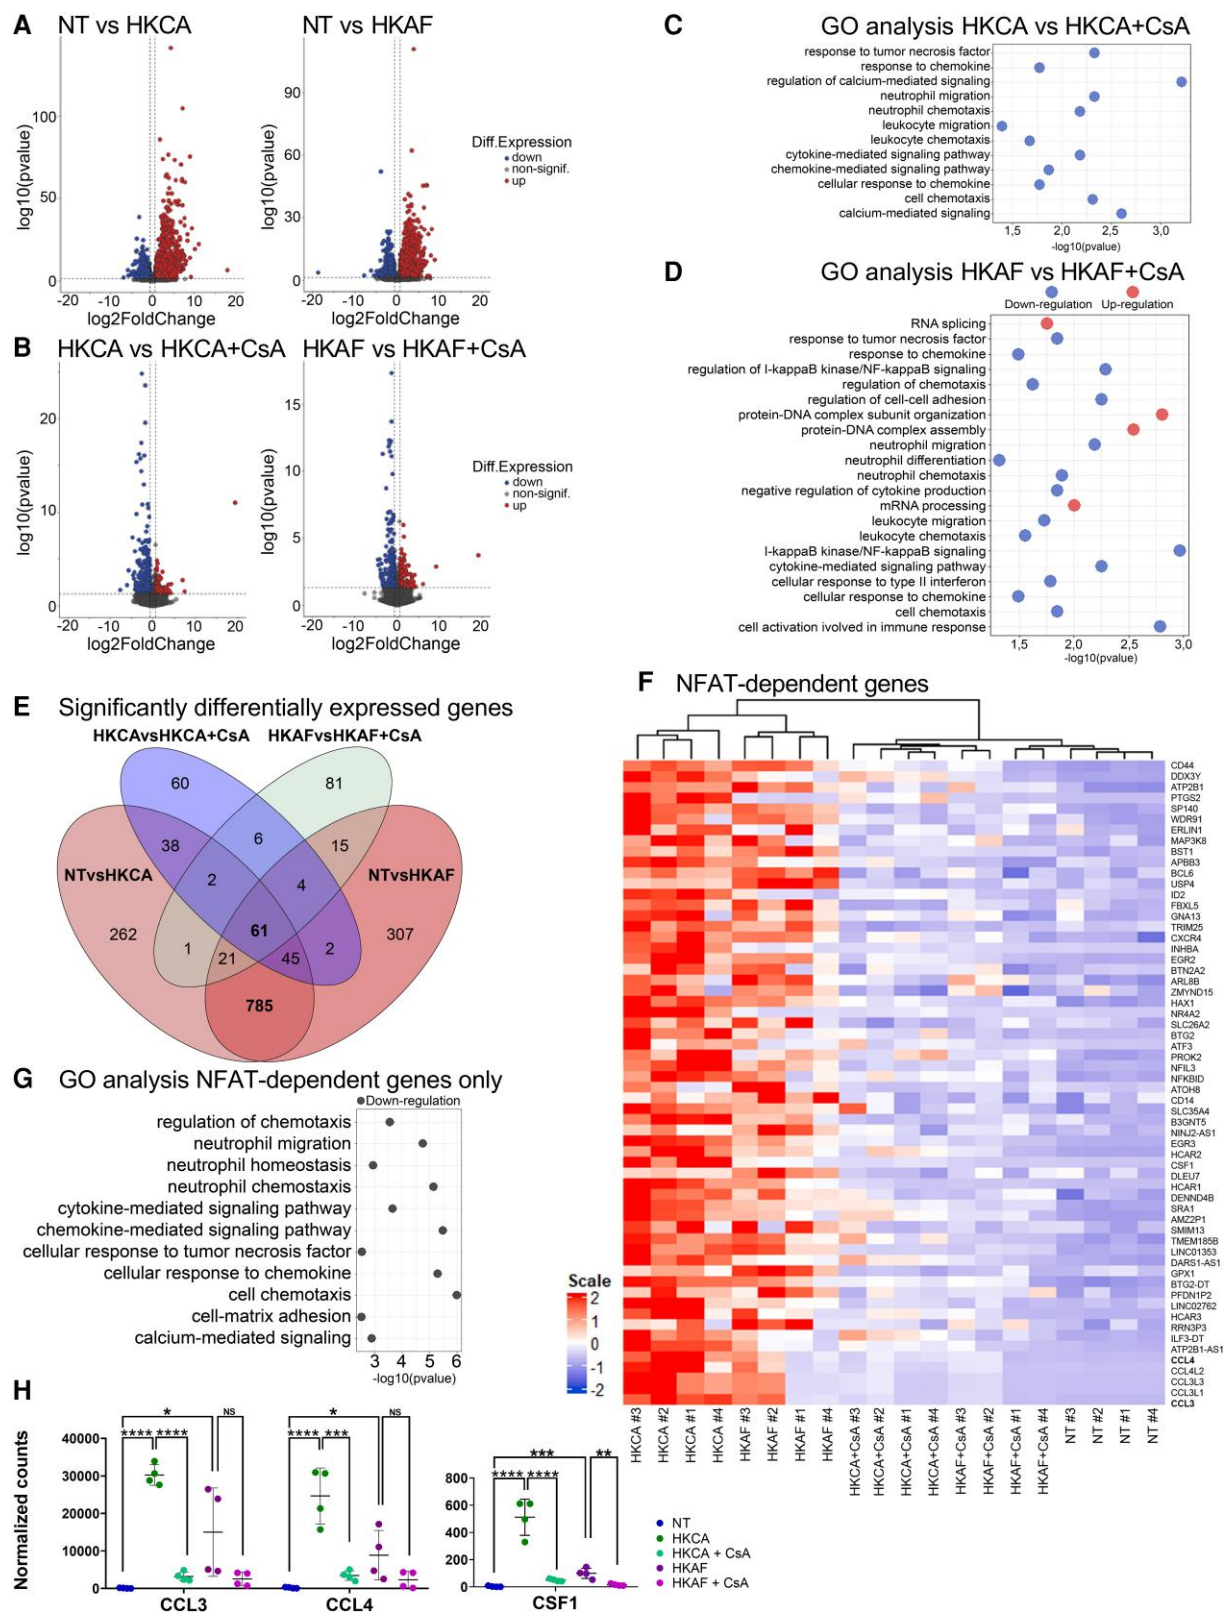 A NT vs HKCA
NT vs HKAF
log10(pvalue)
100
50
0
-20 -10 0 10 20
log2FoldChange
log10(pvalue)
90
60
30
0
-20 -10 0 10 20
log2FoldChange
Diff.Expression
down
non-signif.
up
B HKCA vs HKCA+CsA
HKAF vs HKAF+CsA
log10(pvalue)
20
10
0
-20 -10 0 10 20
log2FoldChange
log10(pvalue)
15
10
5
0
-20 -10 0 10 20
log2FoldChange
Diff.Expression
down
non-signif.
up
C GO analysis HKCA vs HKCA+CsA
response to tumor necrosis factor
response to chemokine
regulation of calcium-mediated signaling
neutrophil migration
neutrophil chemotaxis
leukocyte migration
leukocyte chemotaxis
cytokine-mediated signaling pathway
chemokine-mediated signaling pathway
cellular response to chemokine
cell chemotaxis
calcium-mediated signaling
1,5 2,0 2,5 3,0
-log10(pvalue)
D GO analysis HKAF vs HKAF+CsA
Down-regulation Up-regulation
RNA splicing
response to tumor necrosis factor
response to chemokine
regulation of I-kappaB kinase/NF-kappaB signaling
regulation of chemotaxis
regulation of cell-cell adhesion
protein-DNA complex subunit organization
protein-DNA complex assembly
neutrophil migration
neutrophil differentiation
neutrophil chemotaxis
negative regulation of cytokine production
mRNA processing
leukocyte migration
leukocyte chemotaxis
I-kappaB kinase/NF-kappaB signaling
cytokine-mediated signaling pathway
cellular response to type II interferon
cellular response to chemokine
cell chemotaxis
cell activation ivolved in immune response
1,5 2,0 2,5 3,0
-log10(pvalue)
E Significantly differentially expressed genes
HKCAvsHKCA+CsA HKAFvsHKAF+CsA
60 81
38 6 15
NTvsHKCA 2 4 NTvsHKAF
262 1 21 61 45 2 307
785
F NFAT-dependent genes
CD44
DDX3Y
ATP2B1
PTGS2
SP140
WDR91
ERLIN1
MAP3K8
BST1
APBB3
BCL6
USP4
ID2
FBXL5
GNA13
TRIM25
CXCR4
INHBA
EGR2
BTN2A2
ARL8B
ZMYND15
HAX1
NR4A2
SLC26A2
BTG2
ATF3
PROK2
NFIL3
NFKBID
ATOH8
CD14
SLC35A4
B3GNT5
NINJ2-AS1
EGR3
HCAR2
CSF1
DLEU7
HCAR1
DENND4B
SRA1
AMZ2P1
SMIM13
TMEM185B
LINC01353
DARS1-AS1
GPX1
BTG2-DT
PFDN1P2
LINC02762
HCAR3
RRN3P3
ILF3-DT
ATP2B1-AS1
CCL4
CCL4L2
CCL3L3
CCL3L1
CCL3
Scale
2
1
0
-1
-2
HKCA #3
HKCA #2
HKCA #1
HKCA #4
HKAF #3
HKAF #2
HKAF #1
HKAF #4
HKCA+CsA #3
HKCA+CsA #2
HKCA+CsA #1
HKCA+CsA #4
HKAF+CsA #3
HKAF+CsA #2
HKAF+CsA #1
HKAF+CsA #4
NT #3
NT #2
NT #1
NT #4
G GO analysis NFAT-dependent genes only
Down-regulation
regulation of chemotaxis
neutrophil migration
neutrophil homeostasis
neutrophil chemostaxis
cytokine-mediated signaling pathway
chemokine-mediated signaling pathway
cellular response to tumor necrosis factor
cellular response to chemokine
cell chemotaxis
cell-matrix adhesion
calcium-mediated signaling
3 4 5 6
-log10(pvalue)
H
Normalized counts
40000
30000
20000
10000
0
* NS
**** ****
CCL3
* NS
**** ***
CCL4
800
600
400
200
0
*** **
**** ****
CSF1
NT
HKCA
HKCA + CsA
HKAF
HKAF + CsA